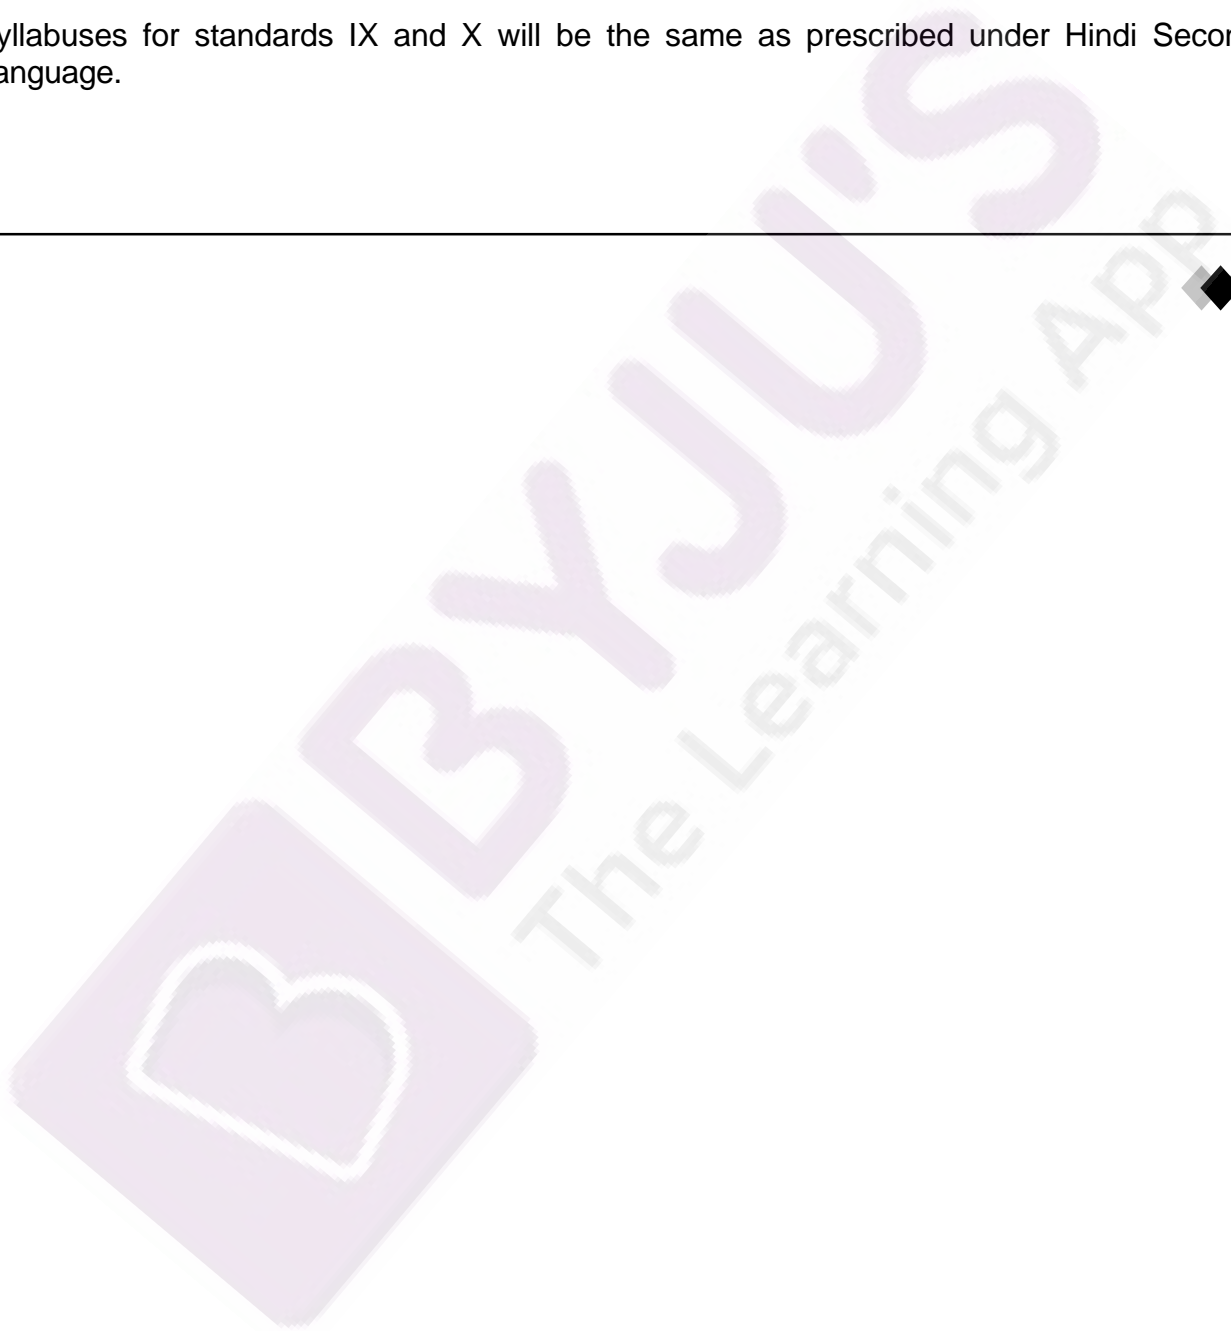 yllabuses for standards IX and X will be the same as prescribed under Hindi Secor
anguage.
BYJU'S
The Learning App